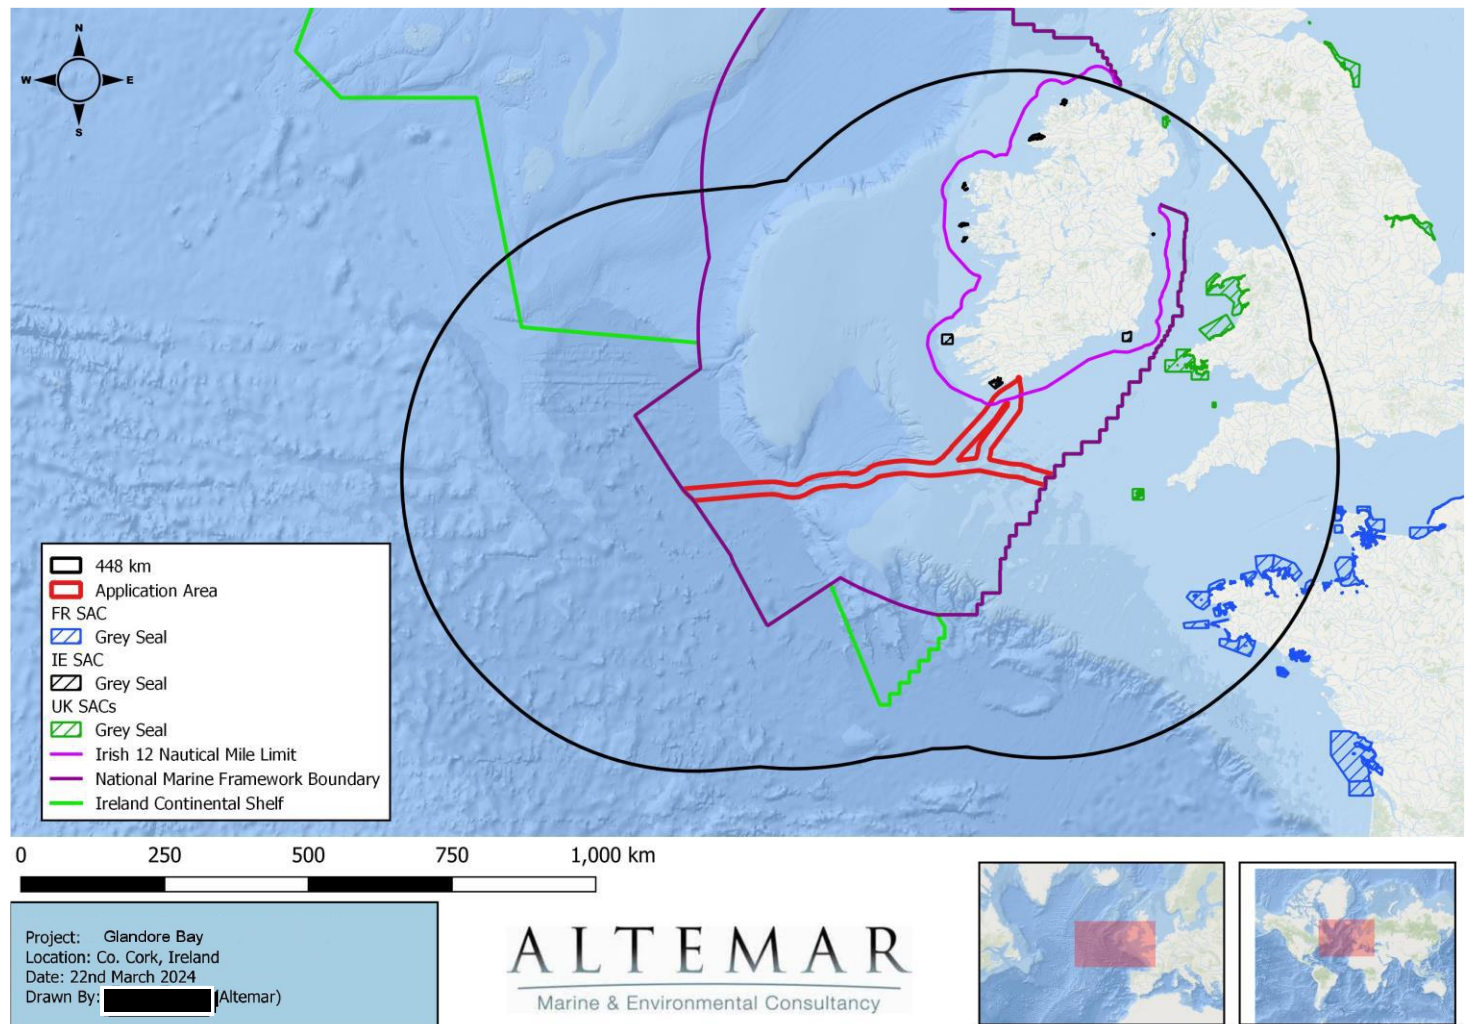 N
W E
S
448 km
Application Area
FR SAC
Grey Seal
IE SAC
Grey Seal
UK SACs
Grey Seal
Irish 12 Nautical Mile Limit
National Marine Framework Boundary
Ireland Continental Shelf
0 250 500 750 1,000 km
Project: Glandore Bay
Location: Co. Cork, Ireland
Date: 22nd March 2024
Drawn By: (Altemar)
ALTEMAR
Marine & Environmental Consultancy